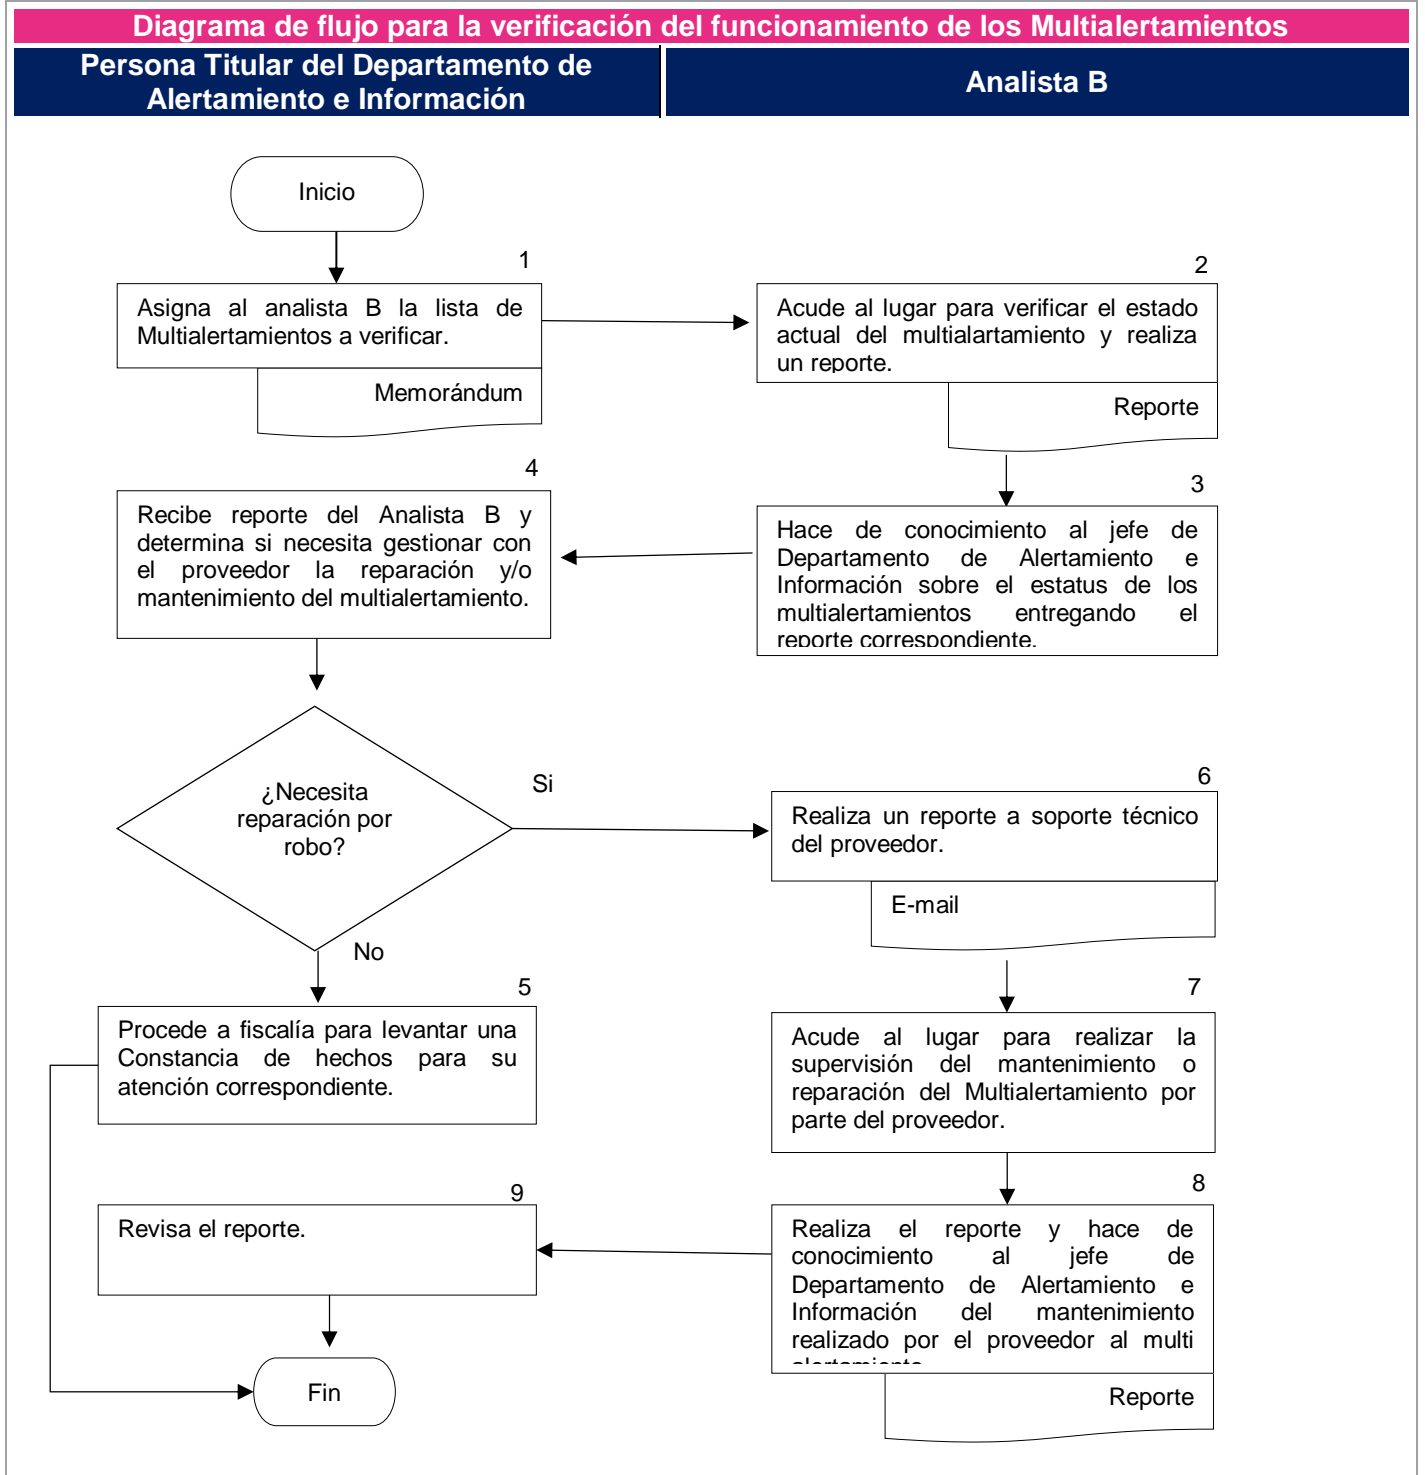 Diagrama de flujo para la verificación del funcionamiento de los Multialertamientos
Persona Titular del Departamento de
Alertamiento e Información
Analista B
Inicio
1
Asigna al analista B la lista de
Multialertamientos a verificar.
Memorándum
2
Acude al lugar para verificar el estado
actual del multialartamiento y realiza
un reporte.
Reporte
3
Hace de conocimiento al jefe de
Departamento de Alertamiento e
Información sobre el estatus de los
multialertamientos entregando el
reporte correspondiente.
4
Recibe reporte del Analista B y
determina si necesita gestionar con
el proveedor la reparación y/o
mantenimiento del multialertamiento.
¿Necesita
reparación por
robo?
Si
No
5
Procede a fiscalía para levantar una
Constancia de hechos para su
atención correspondiente.
6
Realiza un reporte a soporte técnico
del proveedor.
E-mail
7
Acude al lugar para realizar la
supervisión del mantenimiento o
reparación del Multialertamiento por
parte del proveedor.
8
Realiza el reporte y hace de
conocimiento al jefe de
Departamento de Alertamiento e
Información del mantenimiento
realizado por el proveedor al multi
alertamiento.
Reporte
9
Revisa el reporte.
Fin